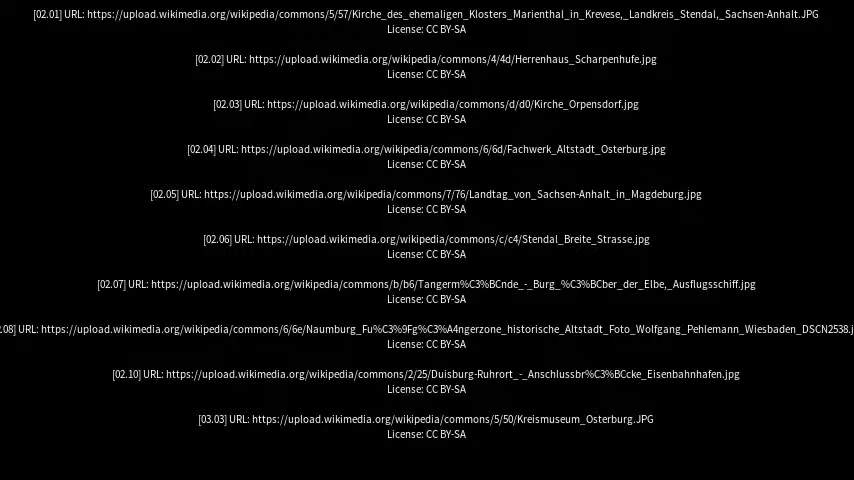 [02.01] URL: https://upload.wikimedia.org/wikipedia/commons/5/57/Kirche_des_ehemaligen_Klosters_Marienthal_in_Krevese,_Landkreis_Stendal,_Sachsen-Anhalt.JPG
License: CC BY-SA
[02.02] URL: https://upload.wikimedia.org/wikipedia/commons/4/4d/Herrenhaus_Scharpenhufe.jpg
License: CC BY-SA
[02.03] URL: https://upload.wikimedia.org/wikipedia/commons/d/d0/Kirche_Orpensdorf.jpg
License: CC BY-SA
[02.04] URL: https://upload.wikimedia.org/wikipedia/commons/6/6d/Fachwerk_Altstadt_Osterburg.jpg
License: CC BY-SA
[02.05] URL: https://upload.wikimedia.org/wikipedia/commons/7/76/Landtag_von_Sachsen-Anhalt_in_Magdeburg.jpg
License: CC BY-SA
[02.06] URL: https://upload.wikimedia.org/wikipedia/commons/c/c4/Stendal_Breite_Strasse.jpg
License: CC BY-SA
[02.07] URL: https://upload.wikimedia.org/wikipedia/commons/b/b6/Tangerm%C3%BCnde_-_Burg_%C3%BCber_der_Elbe,_Ausflugsschiff.jpg
License: CC BY-SA
.08] URL: https://upload.wikimedia.org/wikipedia/commons/6/6e/Naumburg_Fu%C3%9Fg%C3%A4ngerzone_historische_Altstadt_Foto_Wolfgang_Pehlemann_Wiesbaden_DSCN2538.j
License: CC BY-SA
[02.10] URL: https://upload.wikimedia.org/wikipedia/commons/2/25/Duisburg-Ruhrort_-_Anschlussbr%C3%BCcke_Eisenbahnhafen.jpg
License: CC BY-SA
[03.03] URL: https://upload.wikimedia.org/wikipedia/commons/5/50/Kreismuseum_Osterburg.JPG
License: CC BY-SA